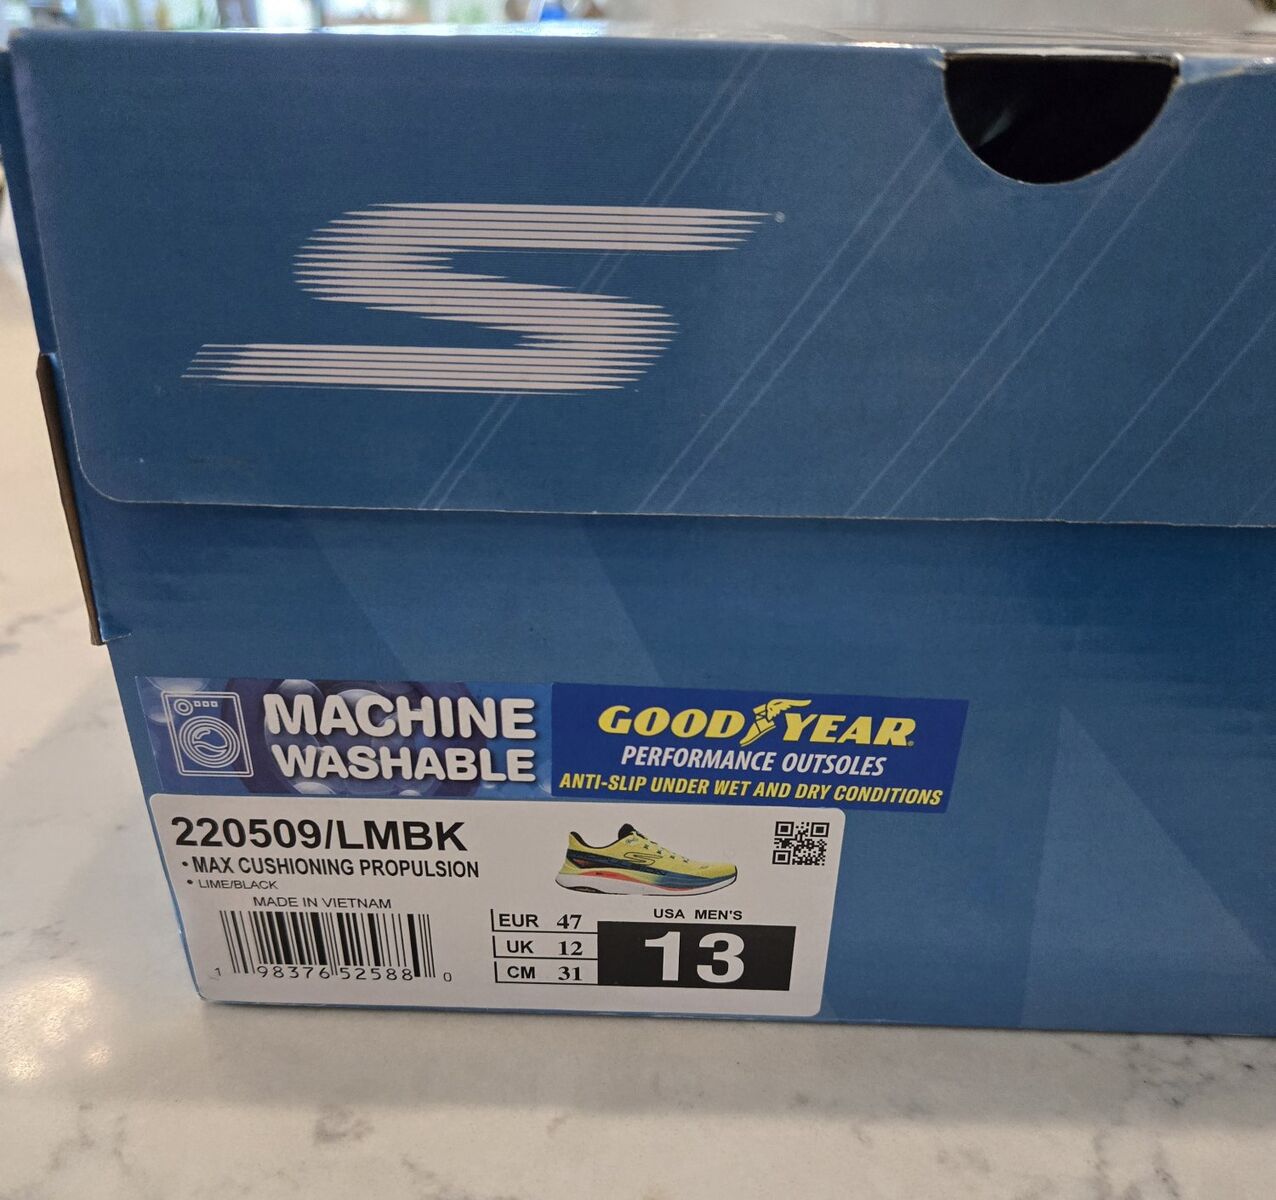 MACHINE
WASHABLE
GOODYEAR
PERFORMANCE OUTSOLES
ANTI-SLIP UNDER WET AND DRY CONDITIONS
220509/LMBK
• MAX CUSHIONING PROPULSION
• LIME/BLACK
MADE IN VIETNAM
1 98376 52588 0
EUR 47
UK 12
CM 31
USA MEN'S
13